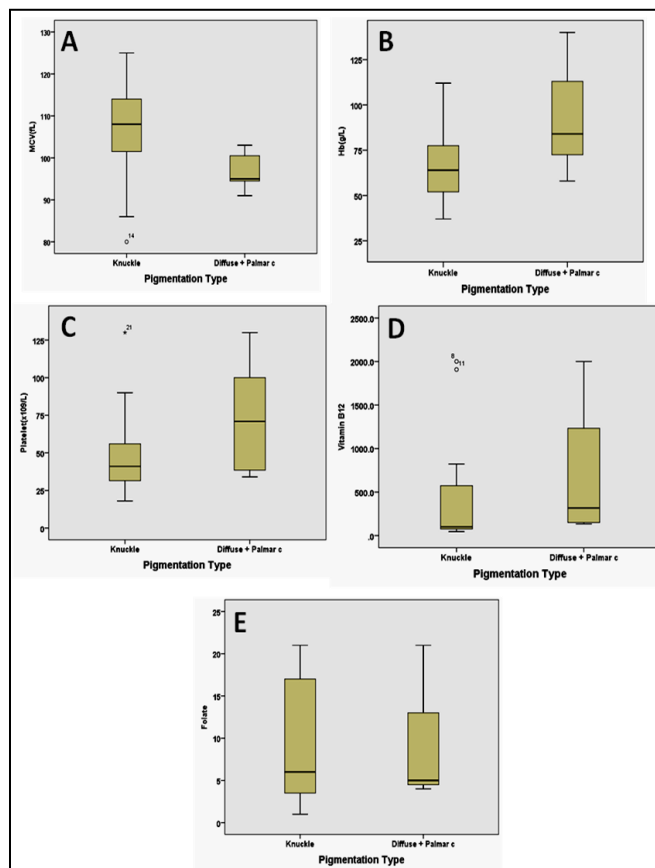 A
MCV(fL)
130
120
110
100
90
80
14
Knuckle
Diffuse + Palmar c
Pigmentation Type
B
Hb(g/L)
125
100
75
50
25
Knuckle
Diffuse + Palmar c
Pigmentation Type
C
Platelet(x109/L)
125
100
75
50
25
0
21
Knuckle
Diffuse + Palmar c
Pigmentation Type
D
Vitamin B12
2500.0
2000.0
1500.0
1000.0
500.0
.0
8
11
Knuckle
Diffuse + Palmar c
Pigmentation Type
E
Folate
25
20
15
10
5
0
Knuckle
Diffuse + Palmar c
Pigmentation Type